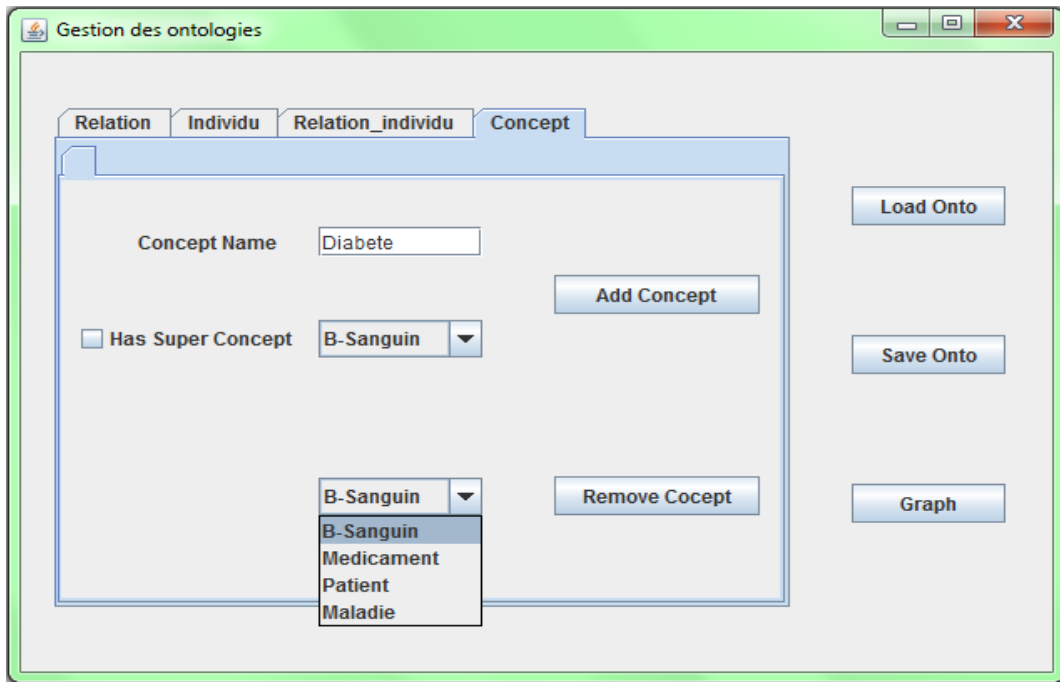 Gestion des ontologies
Relation Individu Relation_individu Concept
Concept Name Diabete
Add Concept
Has Super Concept B-Sanguin
B-Sanguin Remove Cocept
B-Sanguin
Medicament
Patient
Maladie
Load Onto
Save Onto
Graph